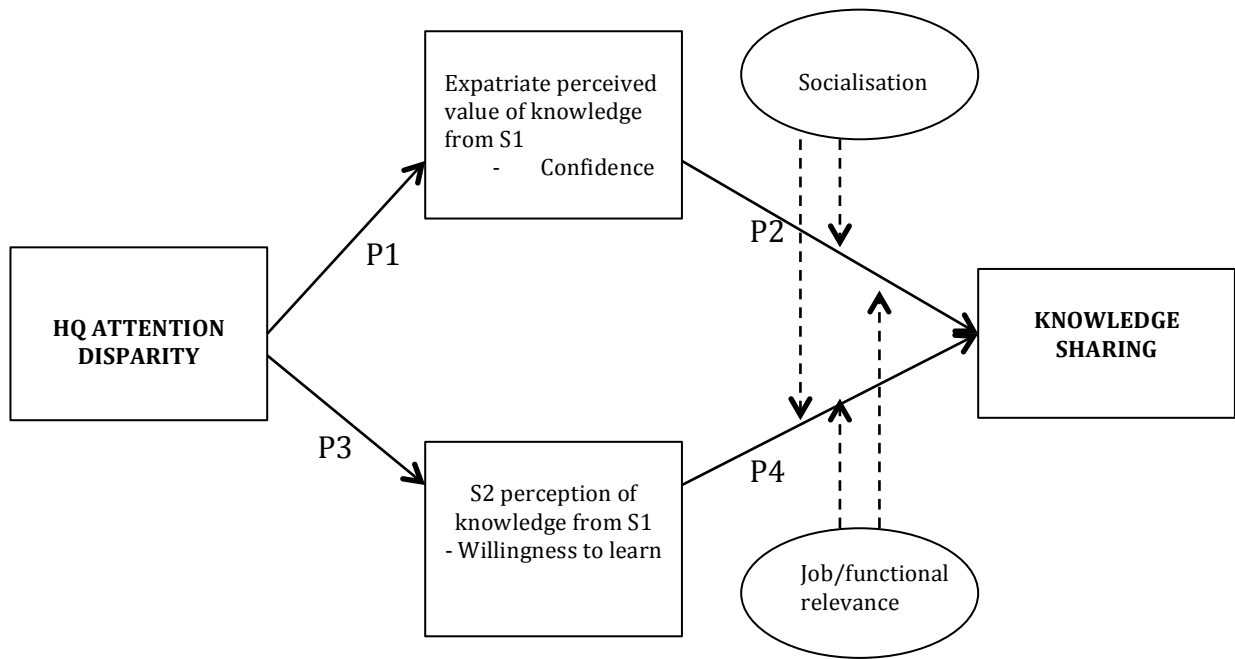 Expatriate perceived
value of knowledge
from S1
- Confidence
Socialisation
P1
P2
HQ ATTENTION
DISPARITY
KNOWLEDGE
SHARING
P3
P4
S2 perception of
knowledge from S1
- Willingness to learn
Job/functional
relevance